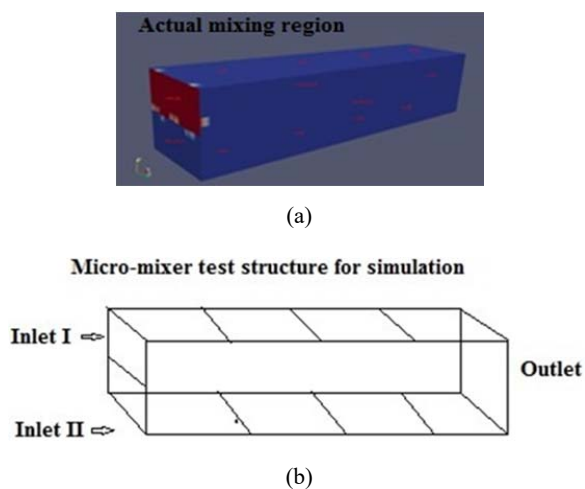 Actual mixing region
(a)
Micro-mixer test structure for simulation
Inlet I
Outlet
Inlet II
(b)